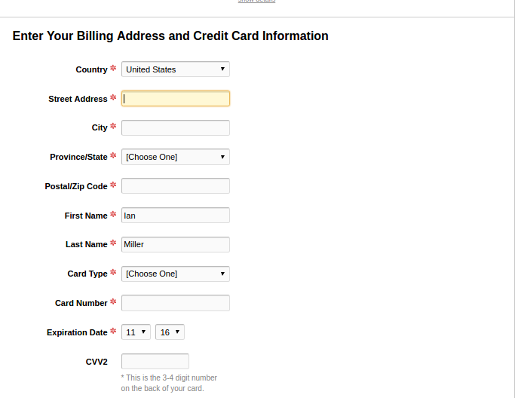 Show details
Enter Your Billing Address and Credit Card Information
Country * United States
Street Address *
City *
Province/State * [Choose One]
Postal/Zip Code *
First Name * Ian
Last Name * Miller
Card Type * [Choose One]
Card Number *
Expiration Date * 11 16
CVV2
* This is the 3-4 digit number
on the back of your card.